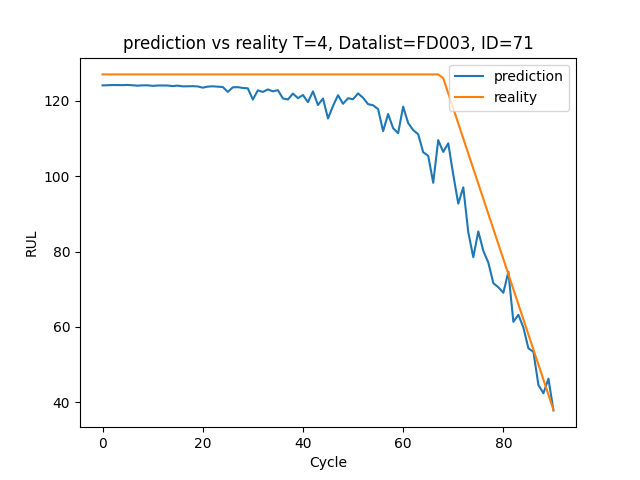 prediction vs reality T=4, Datalist=FD003, ID=71
prediction
reality
RUL
120
100
80
60
40
0
20
40
60
80
Cycle